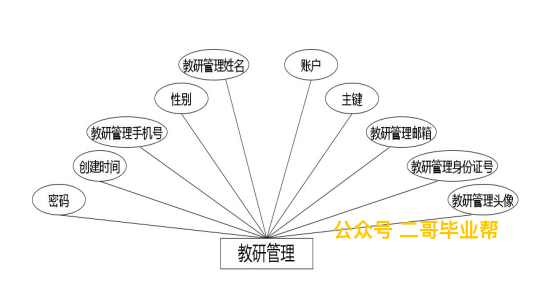 教研管理姓名
账户
性别
主键
教研管理手机号
教研管理邮箱
创建时间
教研管理身份证号
密码
教研管理头像
公众号 二哥毕业帮
教研管理